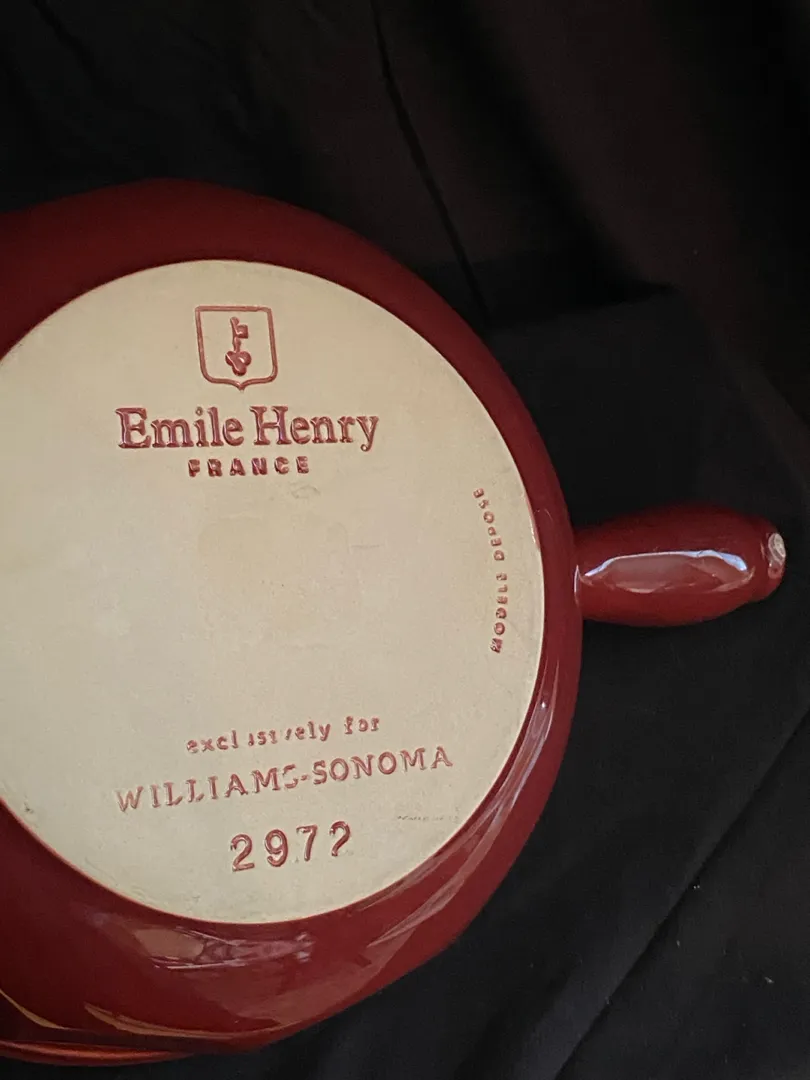 Emile Henry
FRANCE
MODELE DEPOSE
exclusively for
WILLIAMS-SONOMA
2972